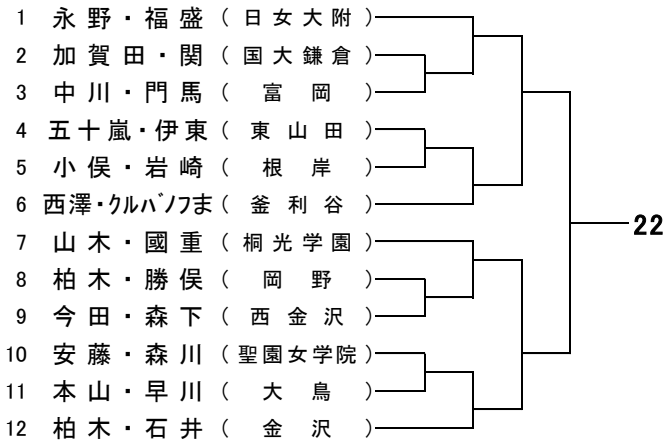 1 永野・福盛 (日女大附)
2 加賀田・関 (国大鎌倉)
3 中川・門馬 (富岡)
4 五十嵐・伊東 (東山田)
5 小俣・岩崎 (根岸)
6 西澤・クルバノフま (釜利谷)
22
7 山木・國重 (桐光学園)
8 柏木・勝俣 (岡野)
9 今田・森下 (西金沢)
10 安藤・森川 (聖園女学院)
11 本山・早川 (大鳥)
12 柏木・石井 (金沢)